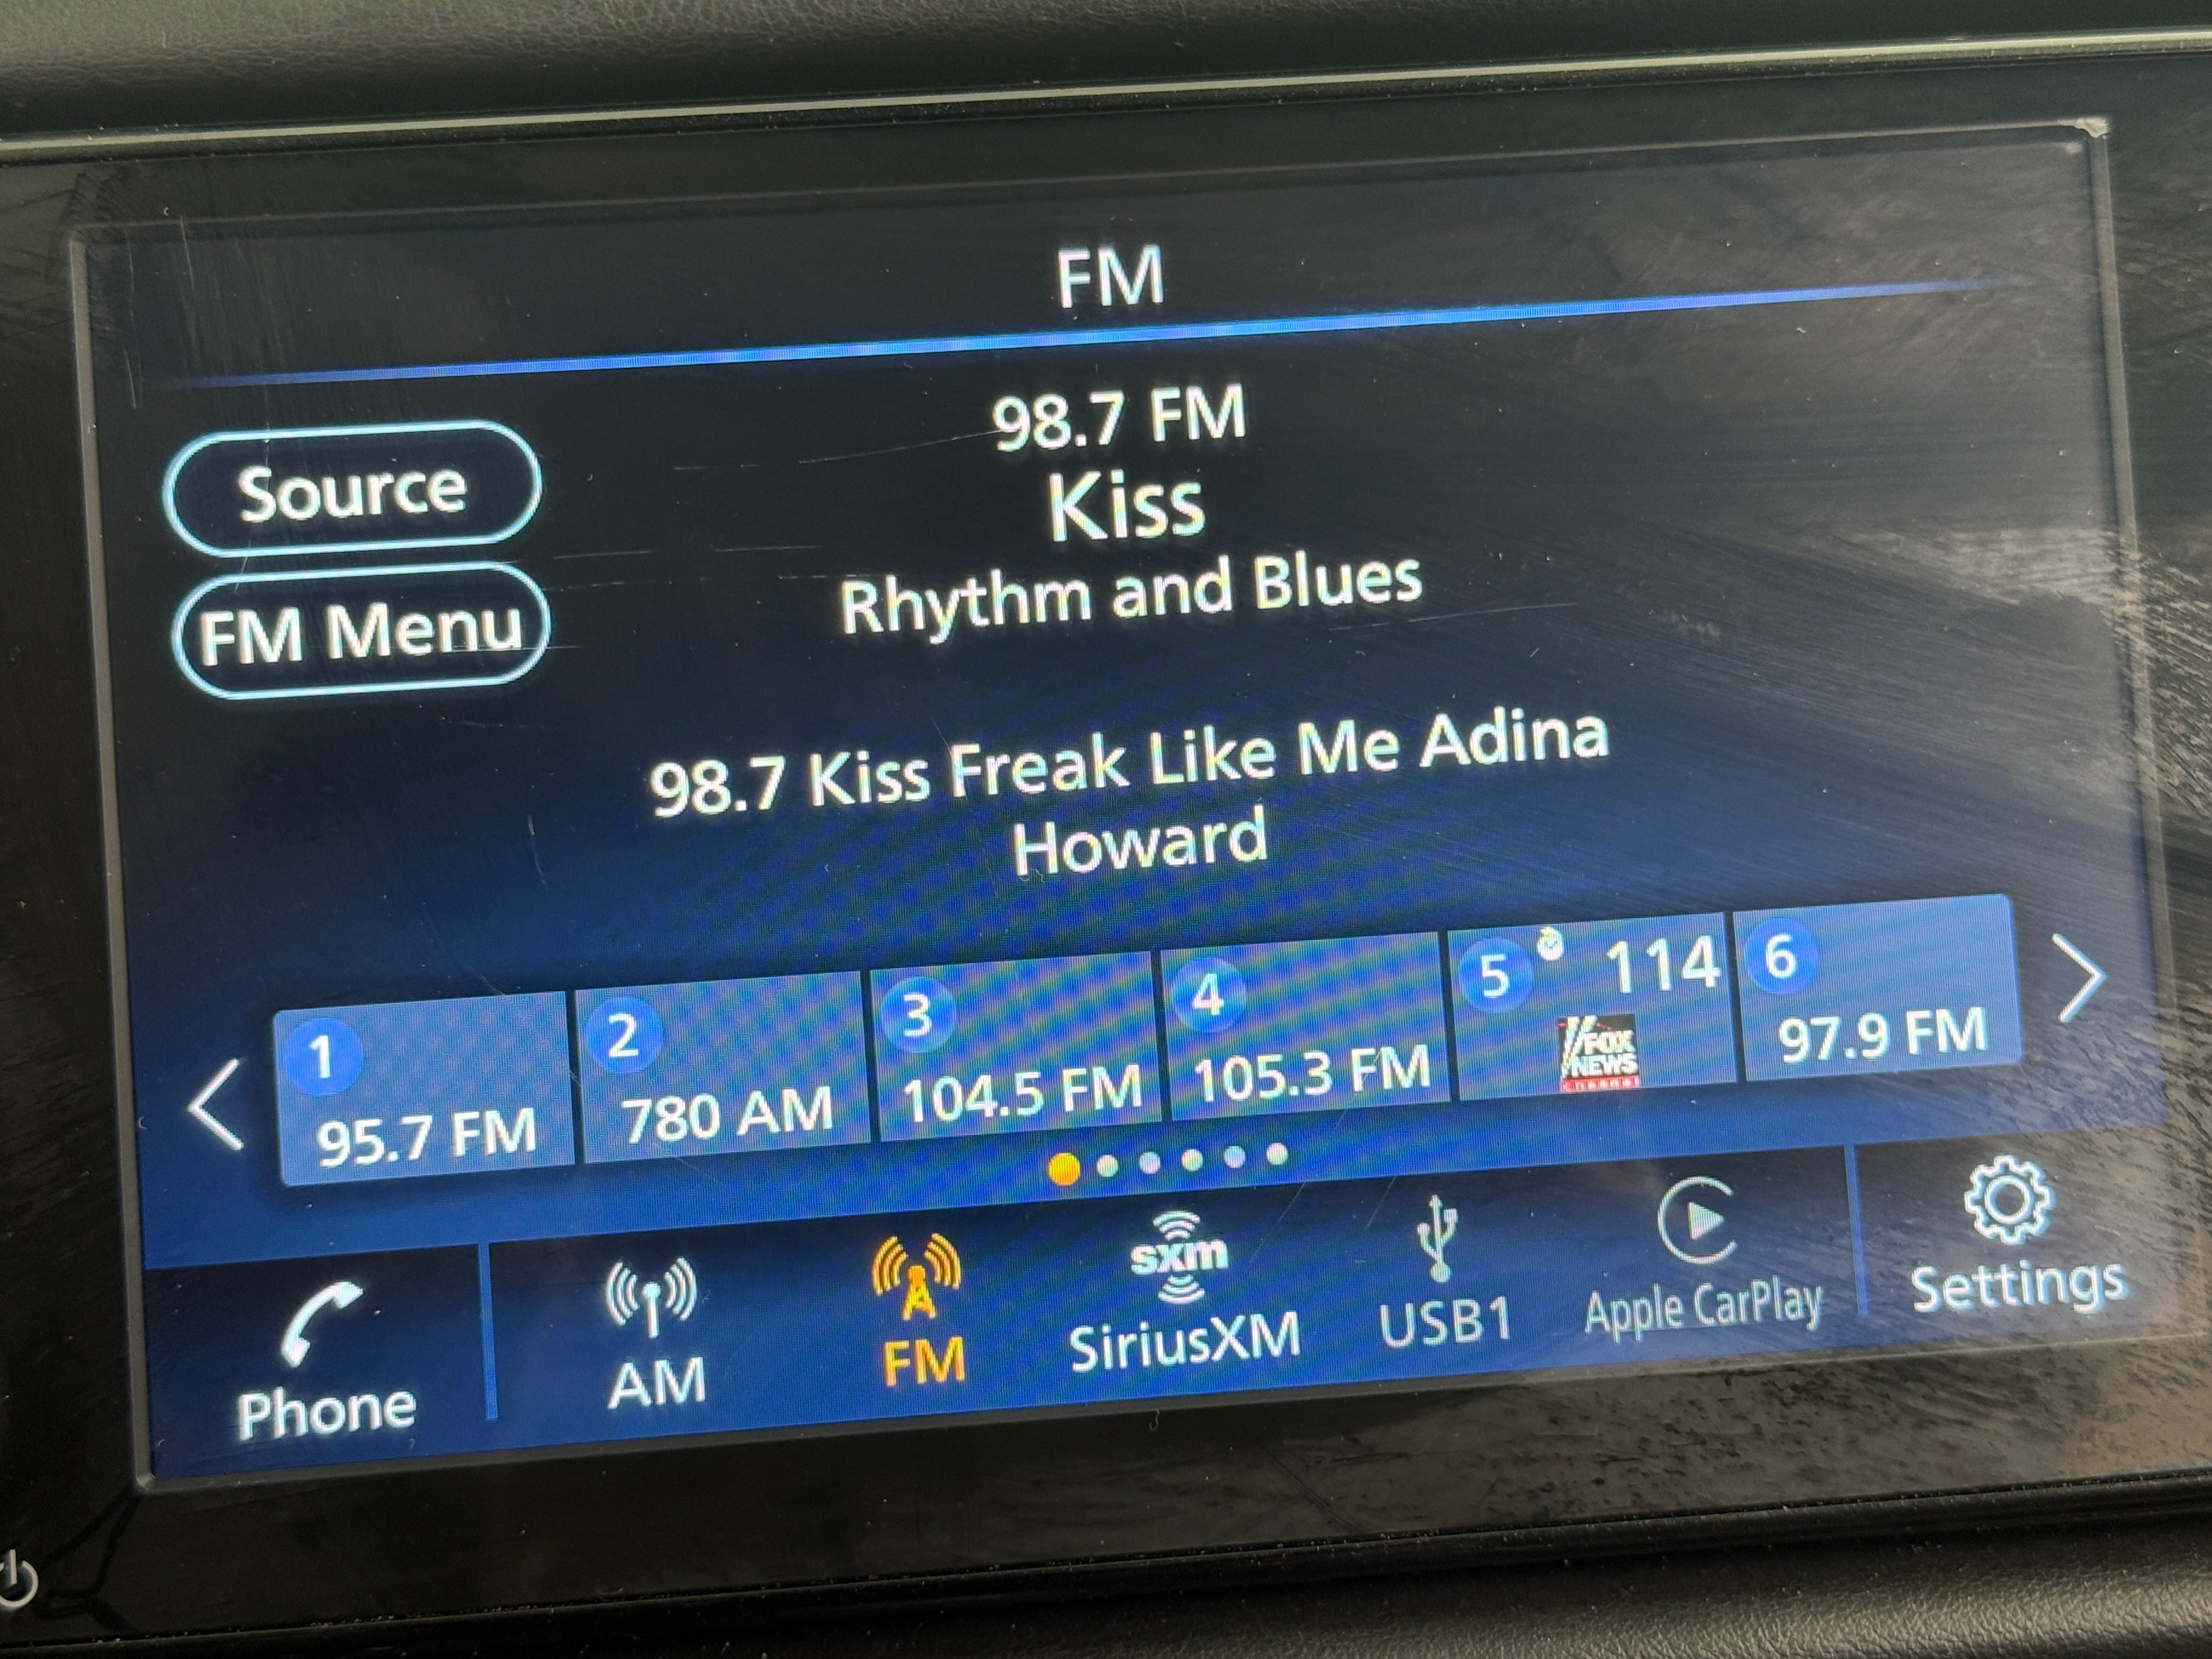 FM
98.7 FM
Kiss
Rhythm and Blues
Source
FM Menu
98.7 Kiss Freak Like Me Adina
Howard
1
95.7 FM
2
780 AM
3
104.5 FM
4
105.3 FM
5
114
FOX
NEWS
channel
6
97.9 FM
Phone
AM
FM
sxm
SiriusXM
USB1
Apple CarPlay
Settings